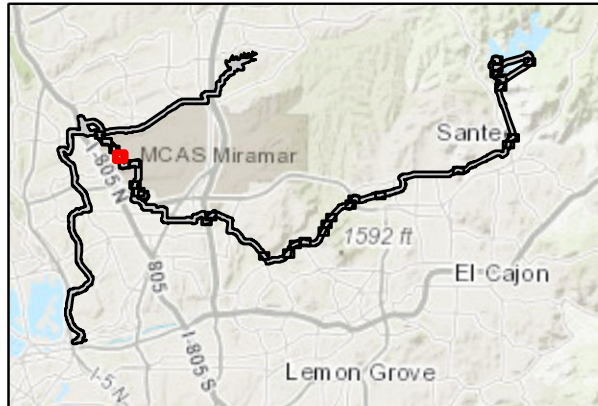 Sante
MCAS Miramar
I-805 N
1592 ft
805
El Cajon
I-805 S
Lemon Grove
I-5 N